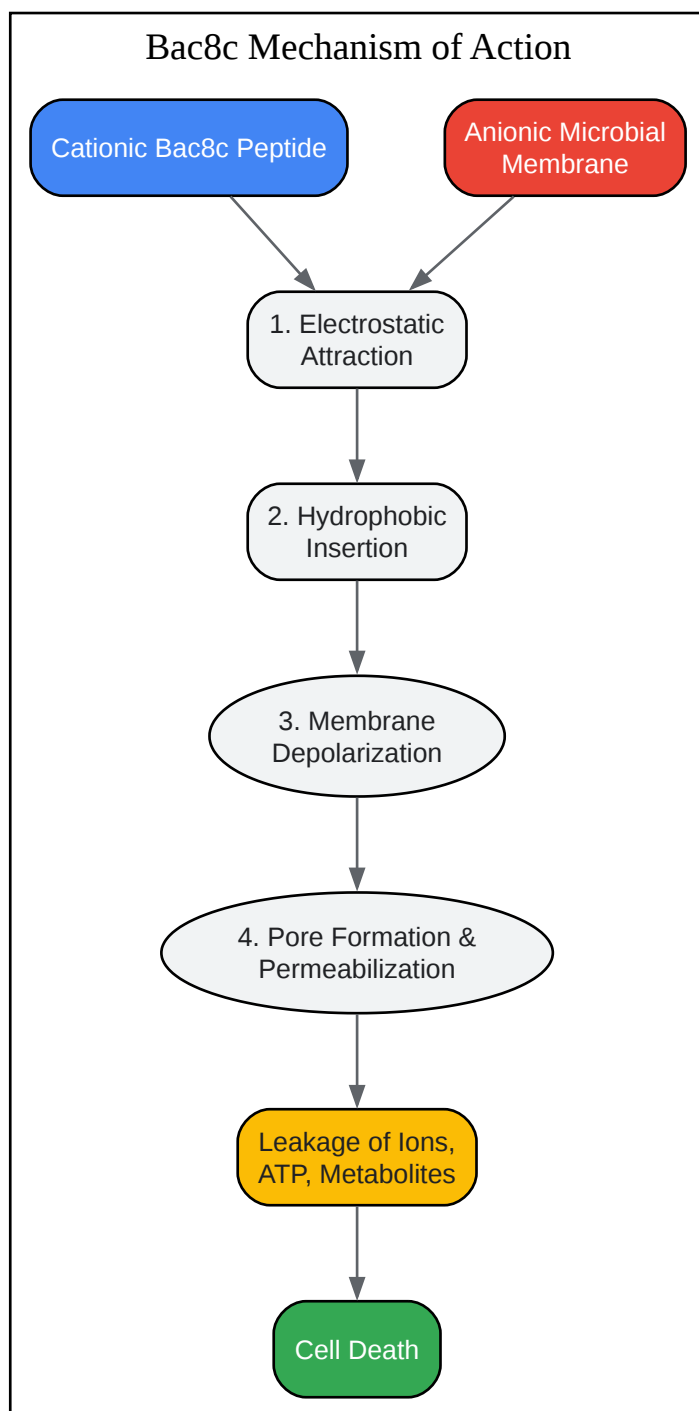 Bac8c Mechanism of Action
Cationic Bac8c Peptide
Anionic Microbial
Membrane
1. Electrostatic
Attraction
2. Hydrophobic
Insertion
3. Membrane
Depolarization
4. Pore Formation &
Permeabilization
Leakage of Ions,
ATP, Metabolites
Cell Death